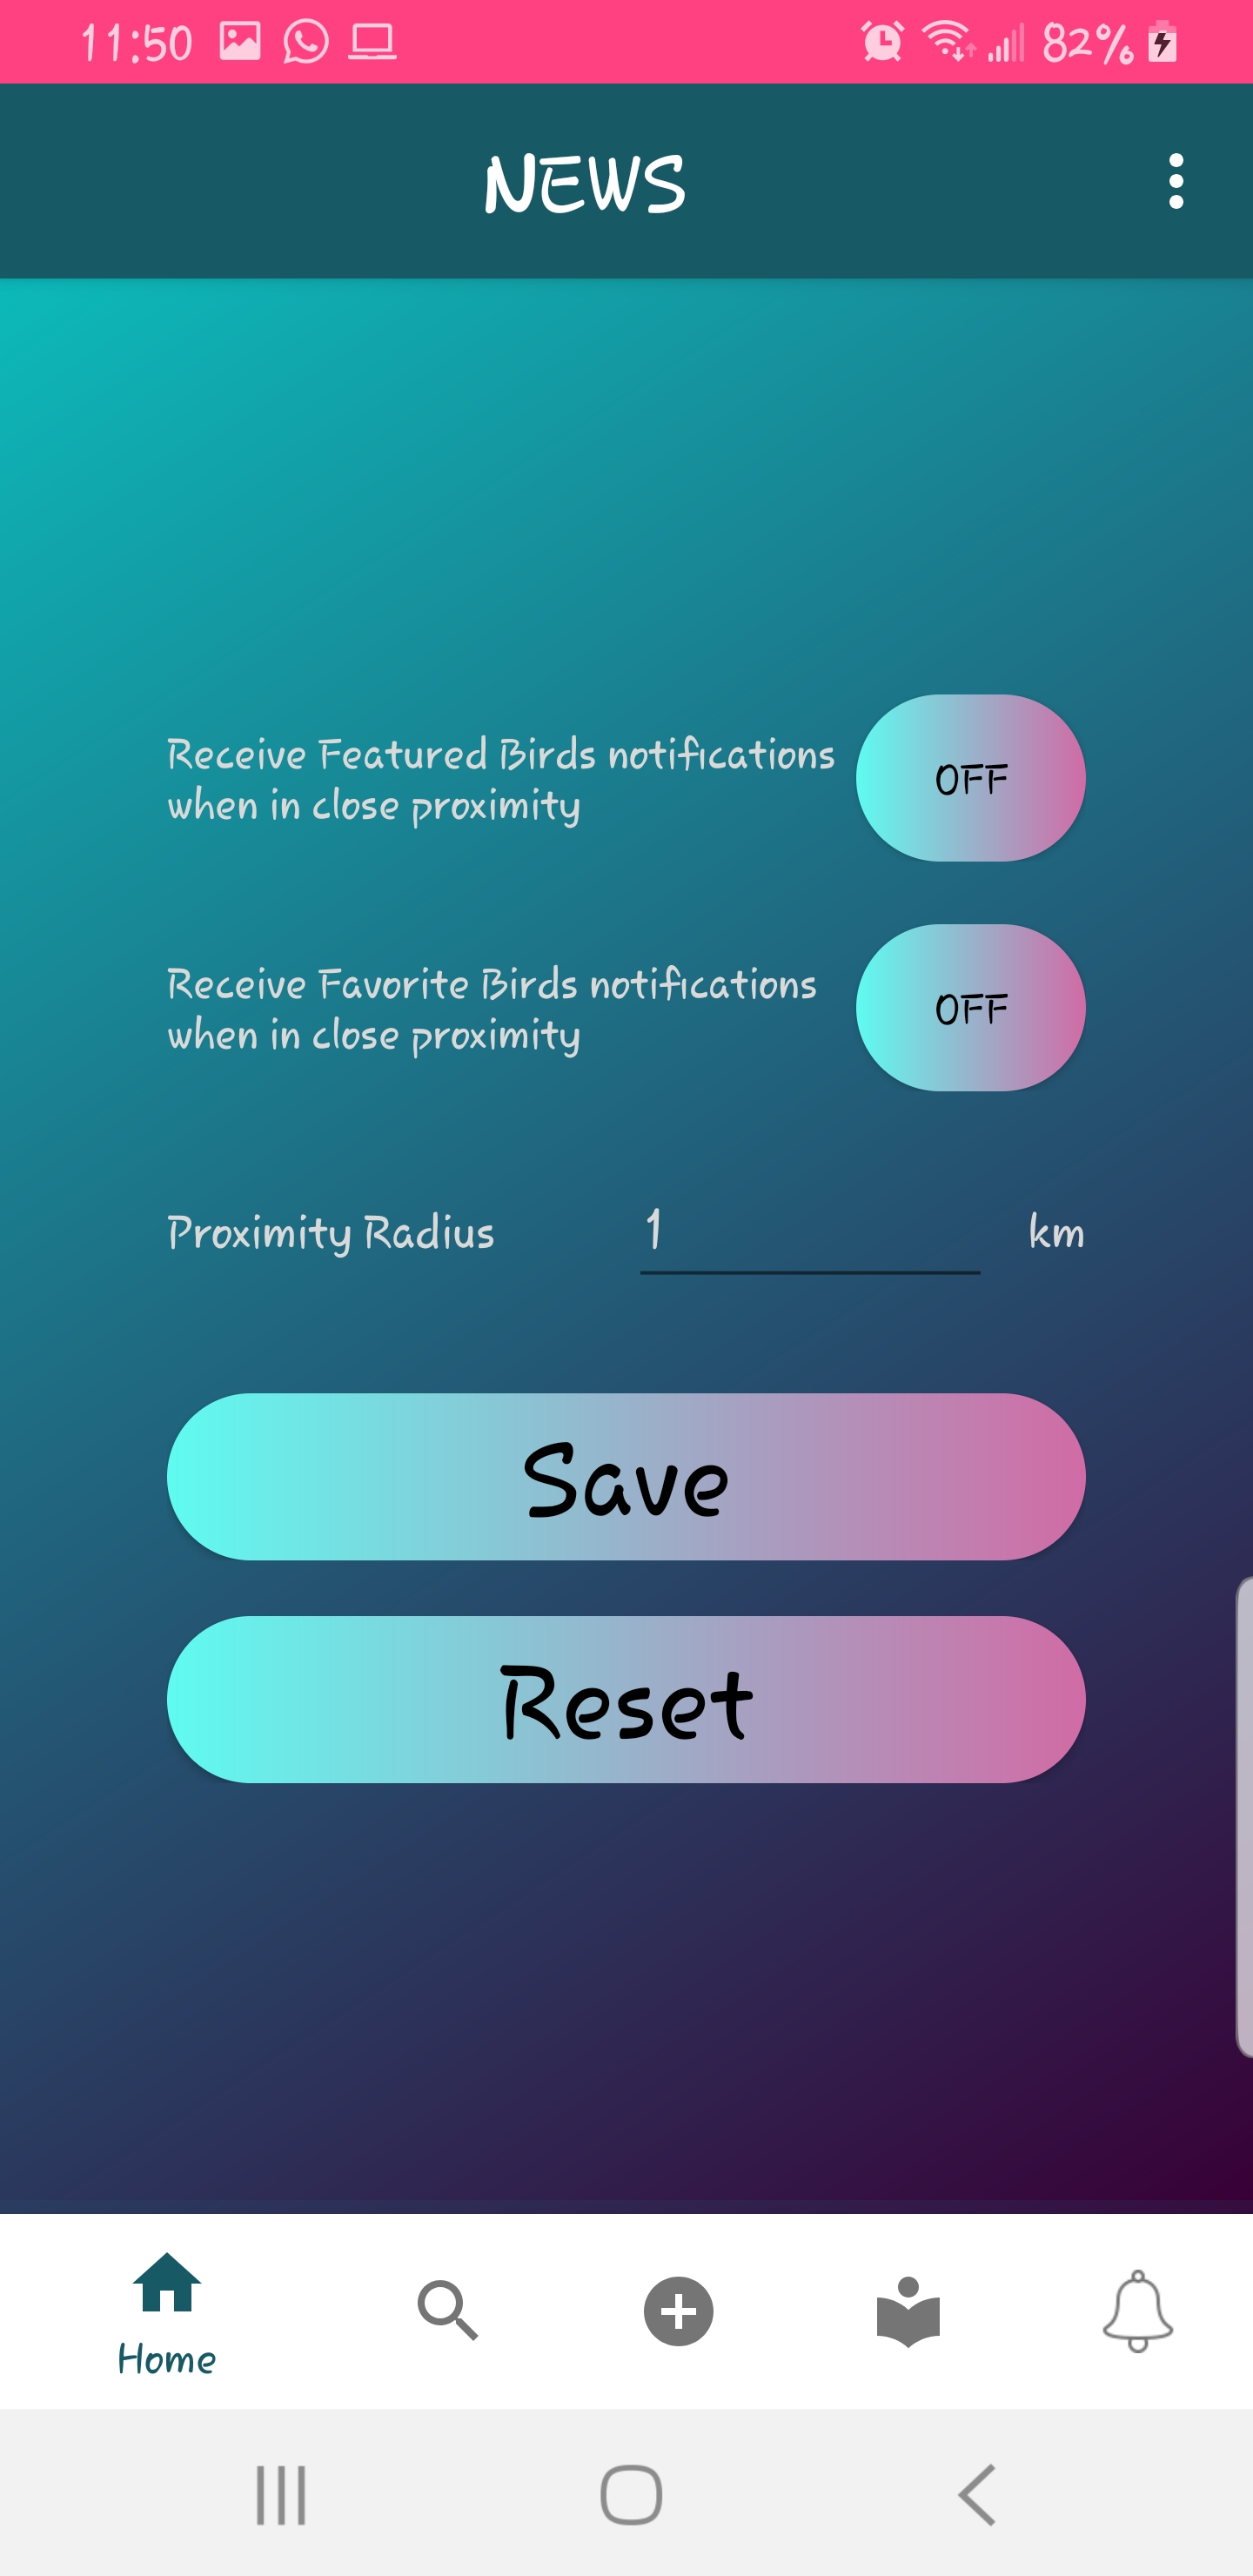 11:50 82%
NEWS
Receive Featured Birds notifications
when in close proximity
OFF
Receive Favorite Birds notifications
when in close proximity
OFF
Proximity Radius 1 km
Save
Reset
Home